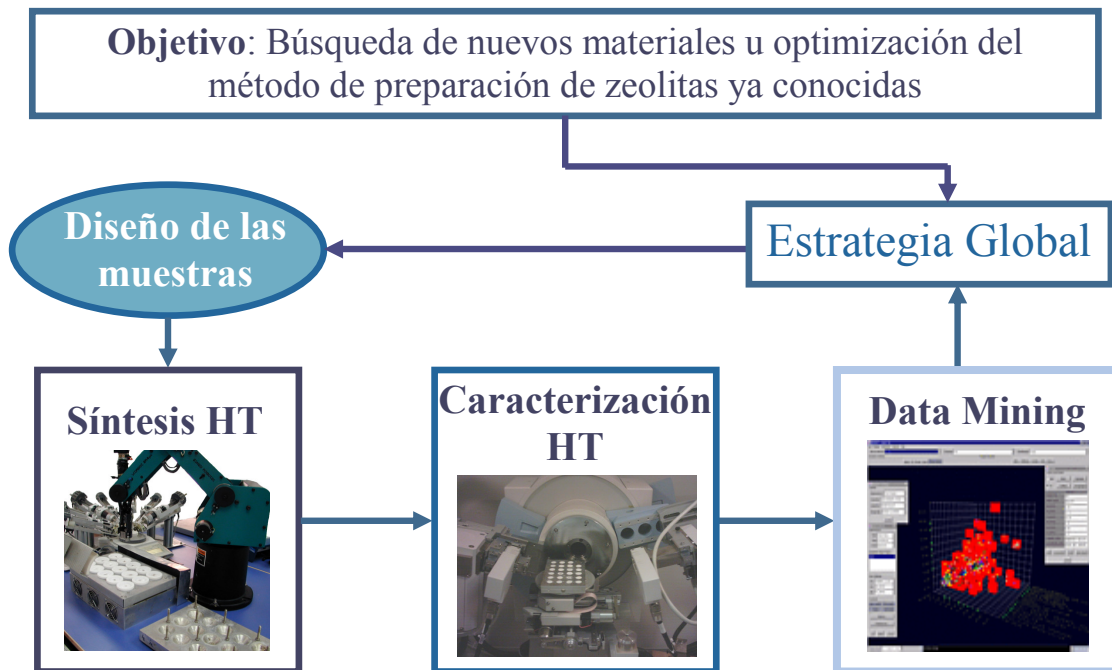 Objetivo: Búsqueda de nuevos materiales u optimización del
método de preparación de zeolitas ya conocidas
Diseño de las
muestras
Estrategia Global
Síntesis HT
Caracterización
HT
Data Mining